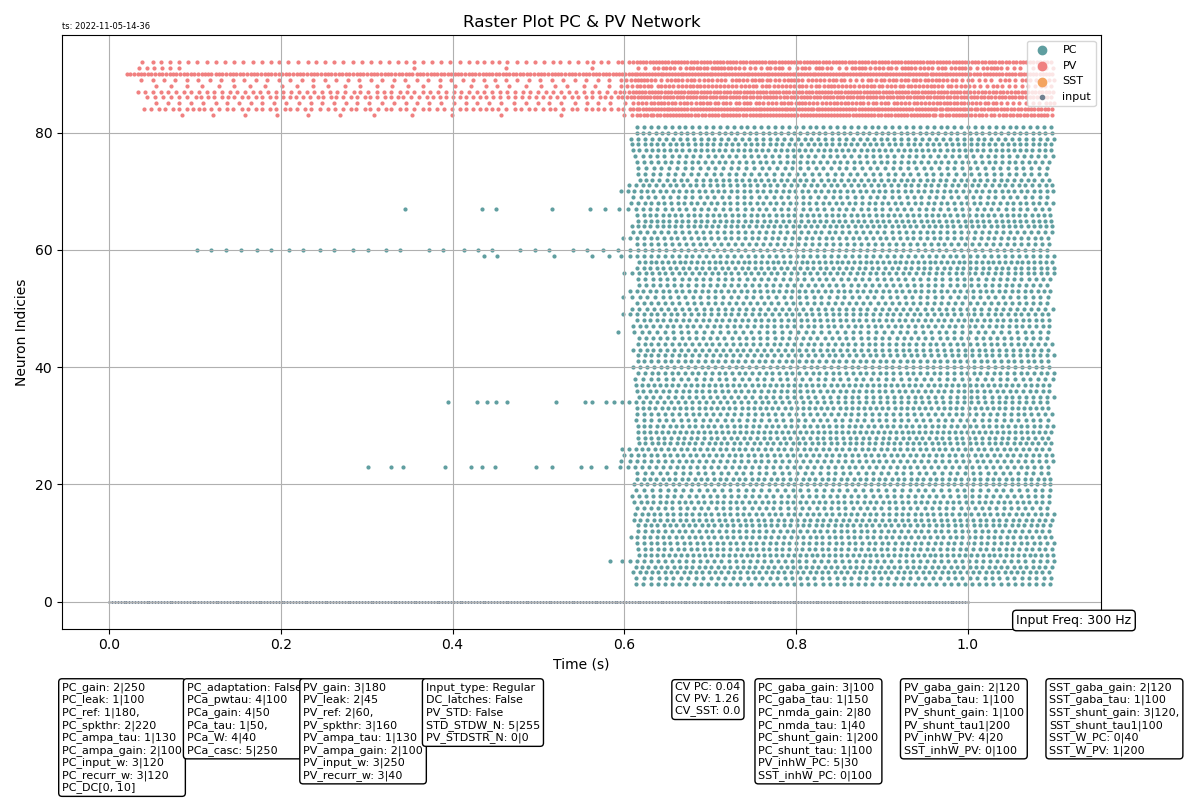 ts: 2022-11-05-14-36
Raster Plot PC & PV Network
PC
PV
SST
input
Neuron Indicies
80
60
40
20
0
0.0 0.2 0.4 0.6 0.8 1.0
Time (s)
Input Freq: 300 Hz
PC_gain: 2|250
PC_leak: 1|100
PC_ref: 1|180,
PC_spkthr: 2|220
PC_ampa_tau: 1|130
PC_ampa_gain: 2|100
PC_input_w: 3|120
PC_recurr_w: 3|120
PC_DC[0, 10]
PC_adaptation: False
PCa_pwtau: 4|100
PCa_gain: 4|50
PCa_tau: 1|50,
PCa_W: 4|40
PCa_casc: 5|250
PV_gain: 3|180
PV_leak: 2|45
PV_ref: 2|60,
PV_spkthr: 3|160
PV_ampa_tau: 1|130
PV_ampa_gain: 2|100
PV_input_w: 3|250
PV_recurr_w: 3|40
Input_type: Regular
DC_latches: False
PV_STD: False
STD_STDW_N: 5|255
PV_STDSTR_N: 0|0
CV PC: 0.04
CV PV: 1.26
CV_SST: 0.0
PC_gaba_gain: 3|100
PC_gaba_tau: 1|150
PC_nmda_gain: 2|80
PC_nmda_tau: 1|40
PC_shunt_gain: 1|200
PC_shunt_tau: 1|100
PV_inhW_PC: 5|30
SST_inhW_PC: 0|100
PV_gaba_gain: 2|120
PV_gaba_tau: 1|100
PV_shunt_gain: 1|100
PV_shunt_tau1|200
PV_inhW_PV: 4|20
SST_inhW_PV: 0|100
SST_gaba_gain: 2|120
SST_gaba_tau: 1|100
SST_shunt_gain: 3|120,
SST_shunt_tau1|100
SST_W_PC: 0|40
SST_W_PV: 1|200